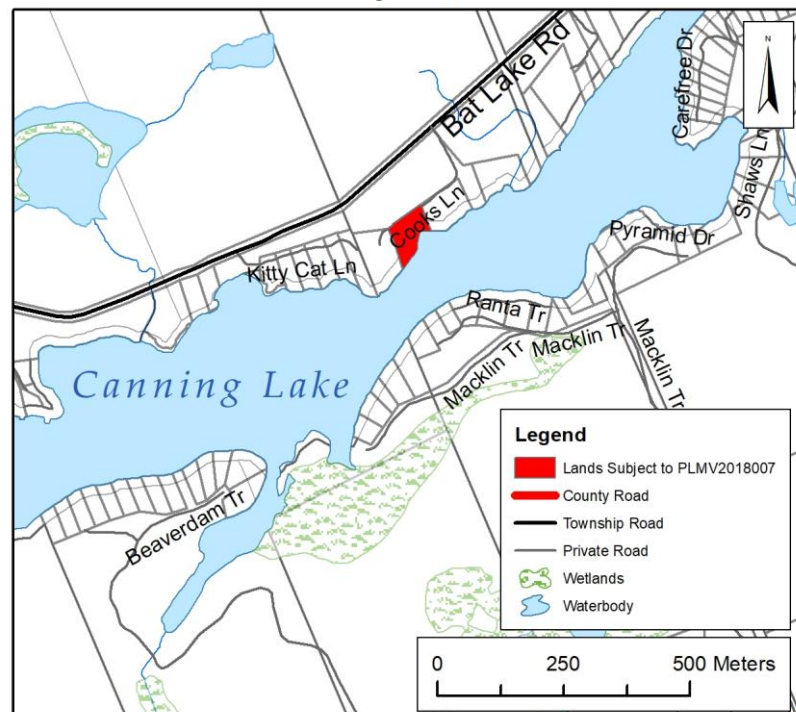 N
Bat Lake Rd
Carefree Dr
Shaws Ln
Cooks Ln
Pyramid Dr
Kitty Cat Ln
Ranta Tr
Macklin Tr
Macklin Tr
Macklin Tr
Canning Lake
Beaverdam Tr
Legend
Lands Subject to PLMV2018007
County Road
Township Road
Private Road
Wetlands
Waterbody
0 250 500 Meters